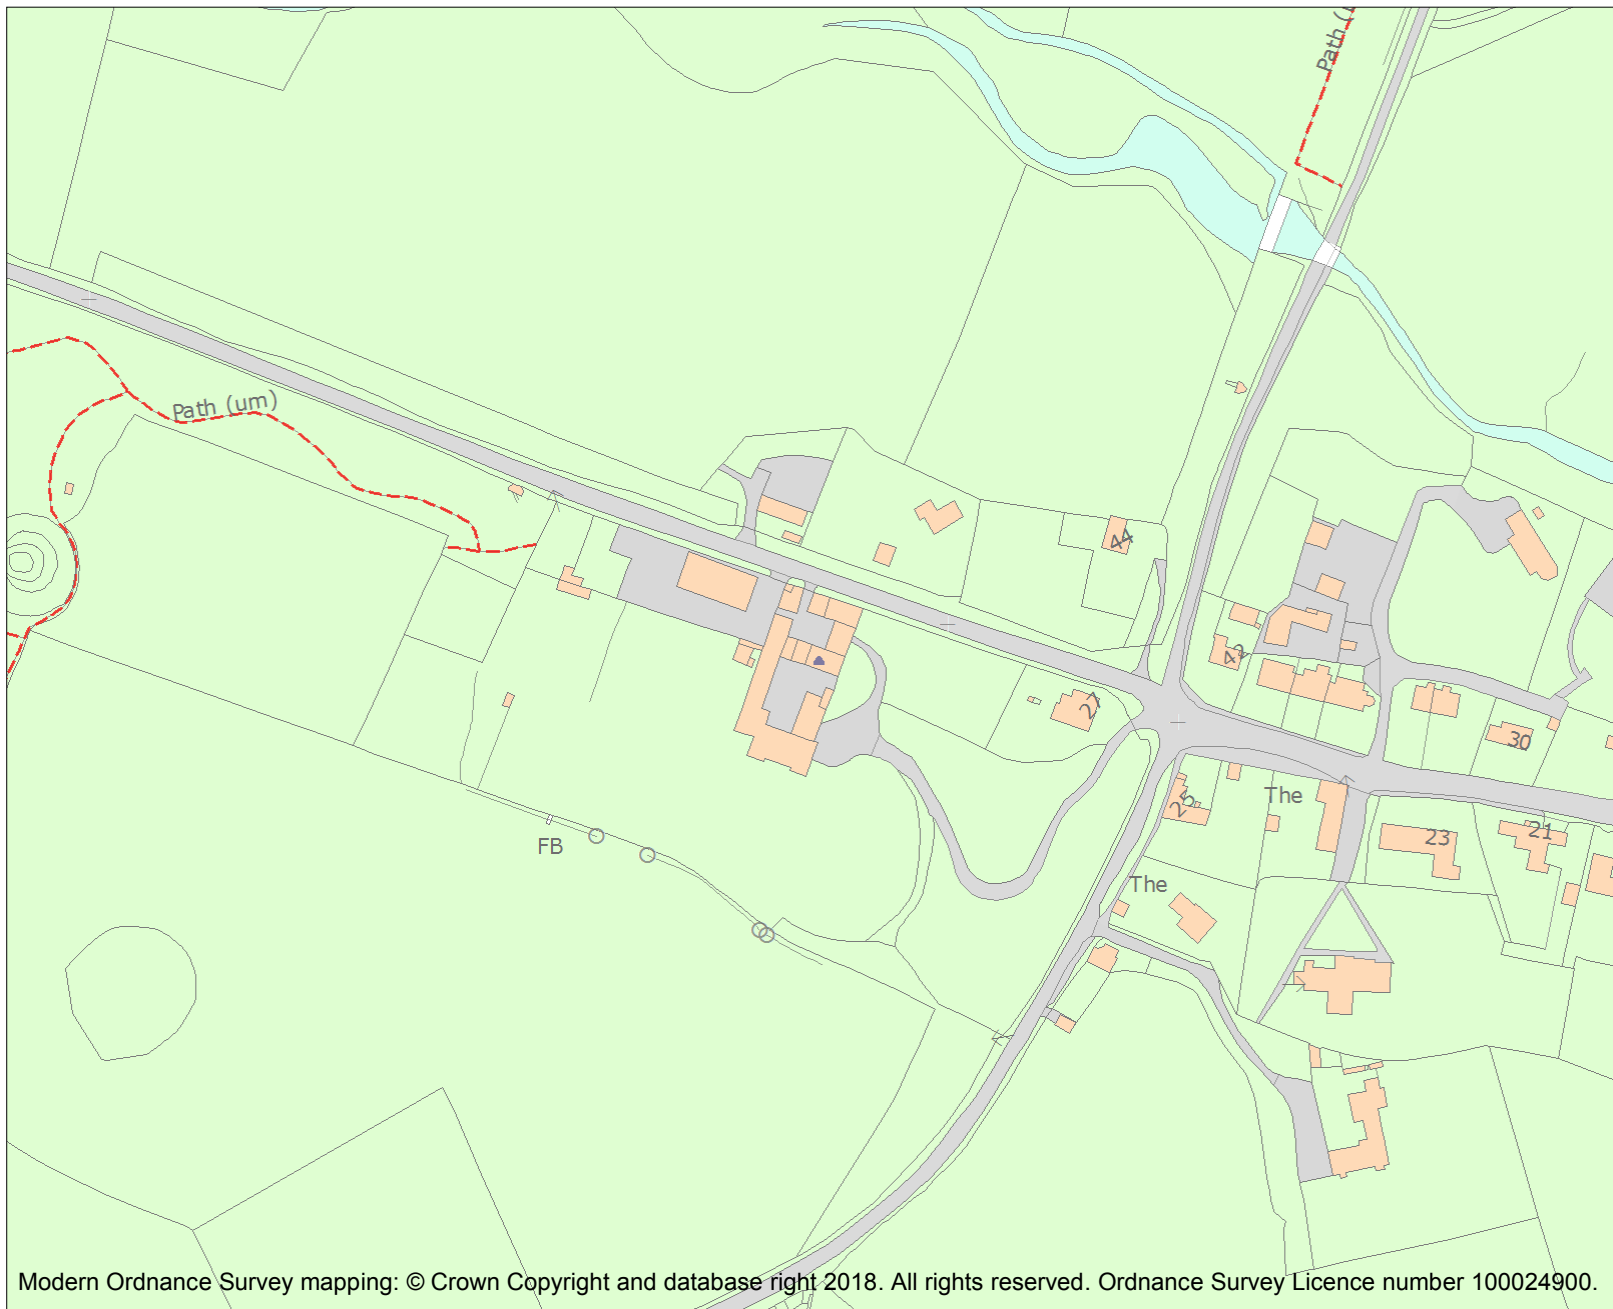 Path (u
Path (um)
44
42
27
30
25
The
23
21
FB
The
Modern Ordnance Survey mapping: © Crown Copyright and database right 2018. All rights reserved. Ordnance Survey Licence number 100024900.